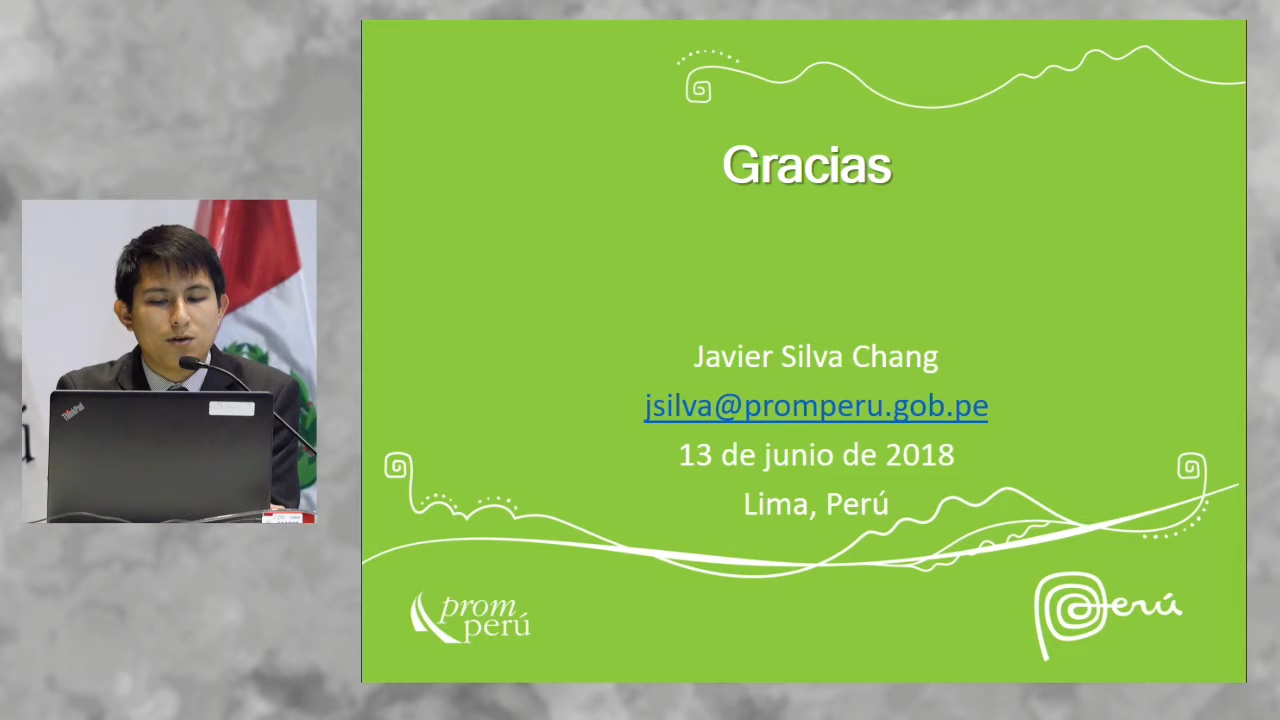 Gracias
Javier Silva Chang
jsilva@promperu.gob.pe
13 de junio de 2018
Lima, Perú
prom
perú
Perú
ThinkPad